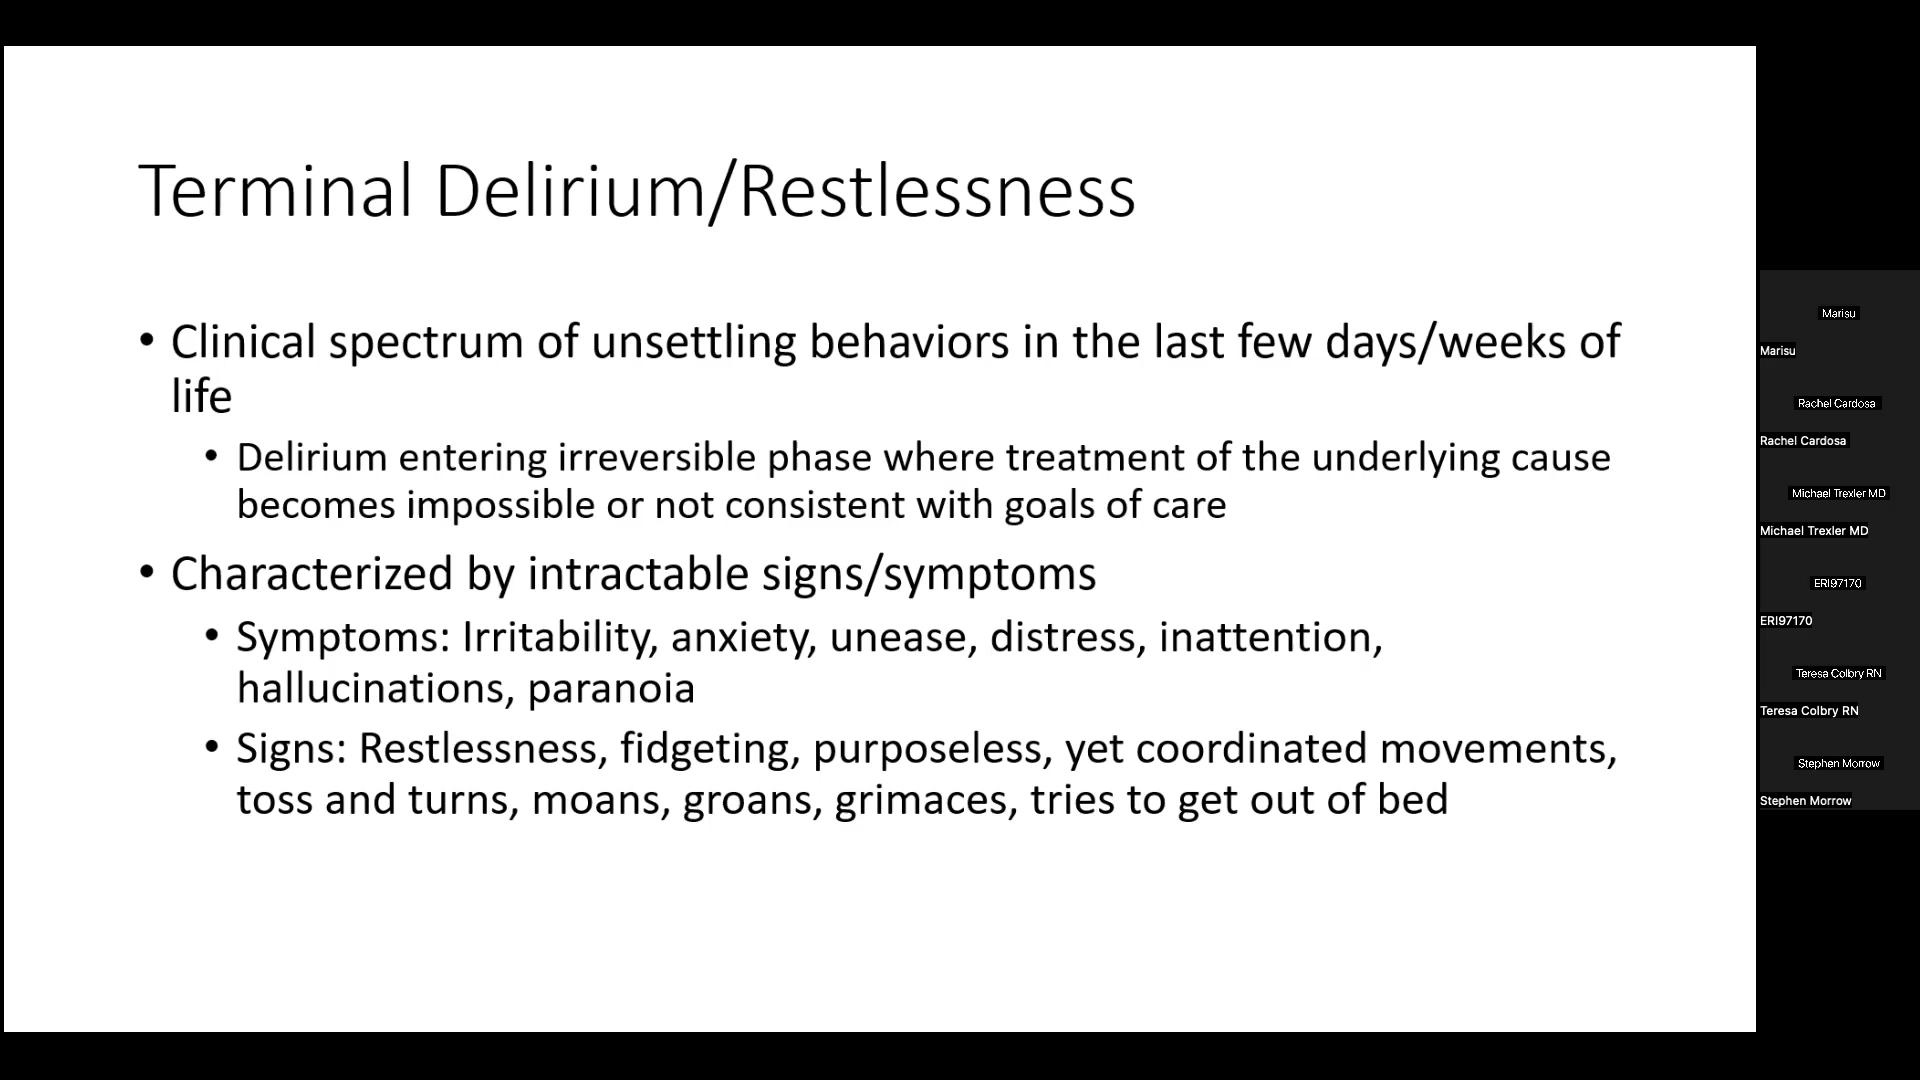 Terminal Delirium/Restlessness
• Clinical spectrum of unsettling behaviors in the last few days/weeks of
life
• Delirium entering irreversible phase where treatment of the underlying cause
becomes impossible or not consistent with goals of care
• Characterized by intractable signs/symptoms
• Symptoms: Irritability, anxiety, unease, distress, inattention,
hallucinations, paranoia
• Signs: Restlessness, fidgeting, purposeless, yet coordinated movements,
toss and turns, moans, groans, grimaces, tries to get out of bed
Marisu
Marisu
Rachel Cardosa
Rachel Cardosa
Michael Trexler MD
Michael Trexler MD
ERI97170
ERI97170
Teresa Colbry RN
Teresa Colbry RN
Stephen Morrow
Stephen Morrow